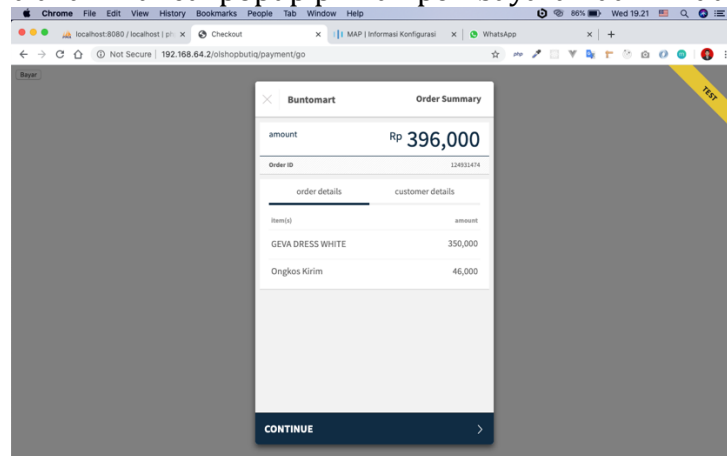 Chrome File Edit View History Bookmarks People Tab Window Help 86% Wed 19.21
localhost:8080 / localhost | ph Checkout MAP | Informasi Konfigurasi WhatsApp
Not Secure | 192.168.64.2/olshopbutiq/payment/go
Bayar
TEST
Buntomart Order Summary
amount Rp 396,000
Order ID 124931474
order details customer details
item(s) amount
GEVA DRESS WHITE 350,000
Ongkos Kirim 46,000
CONTINUE